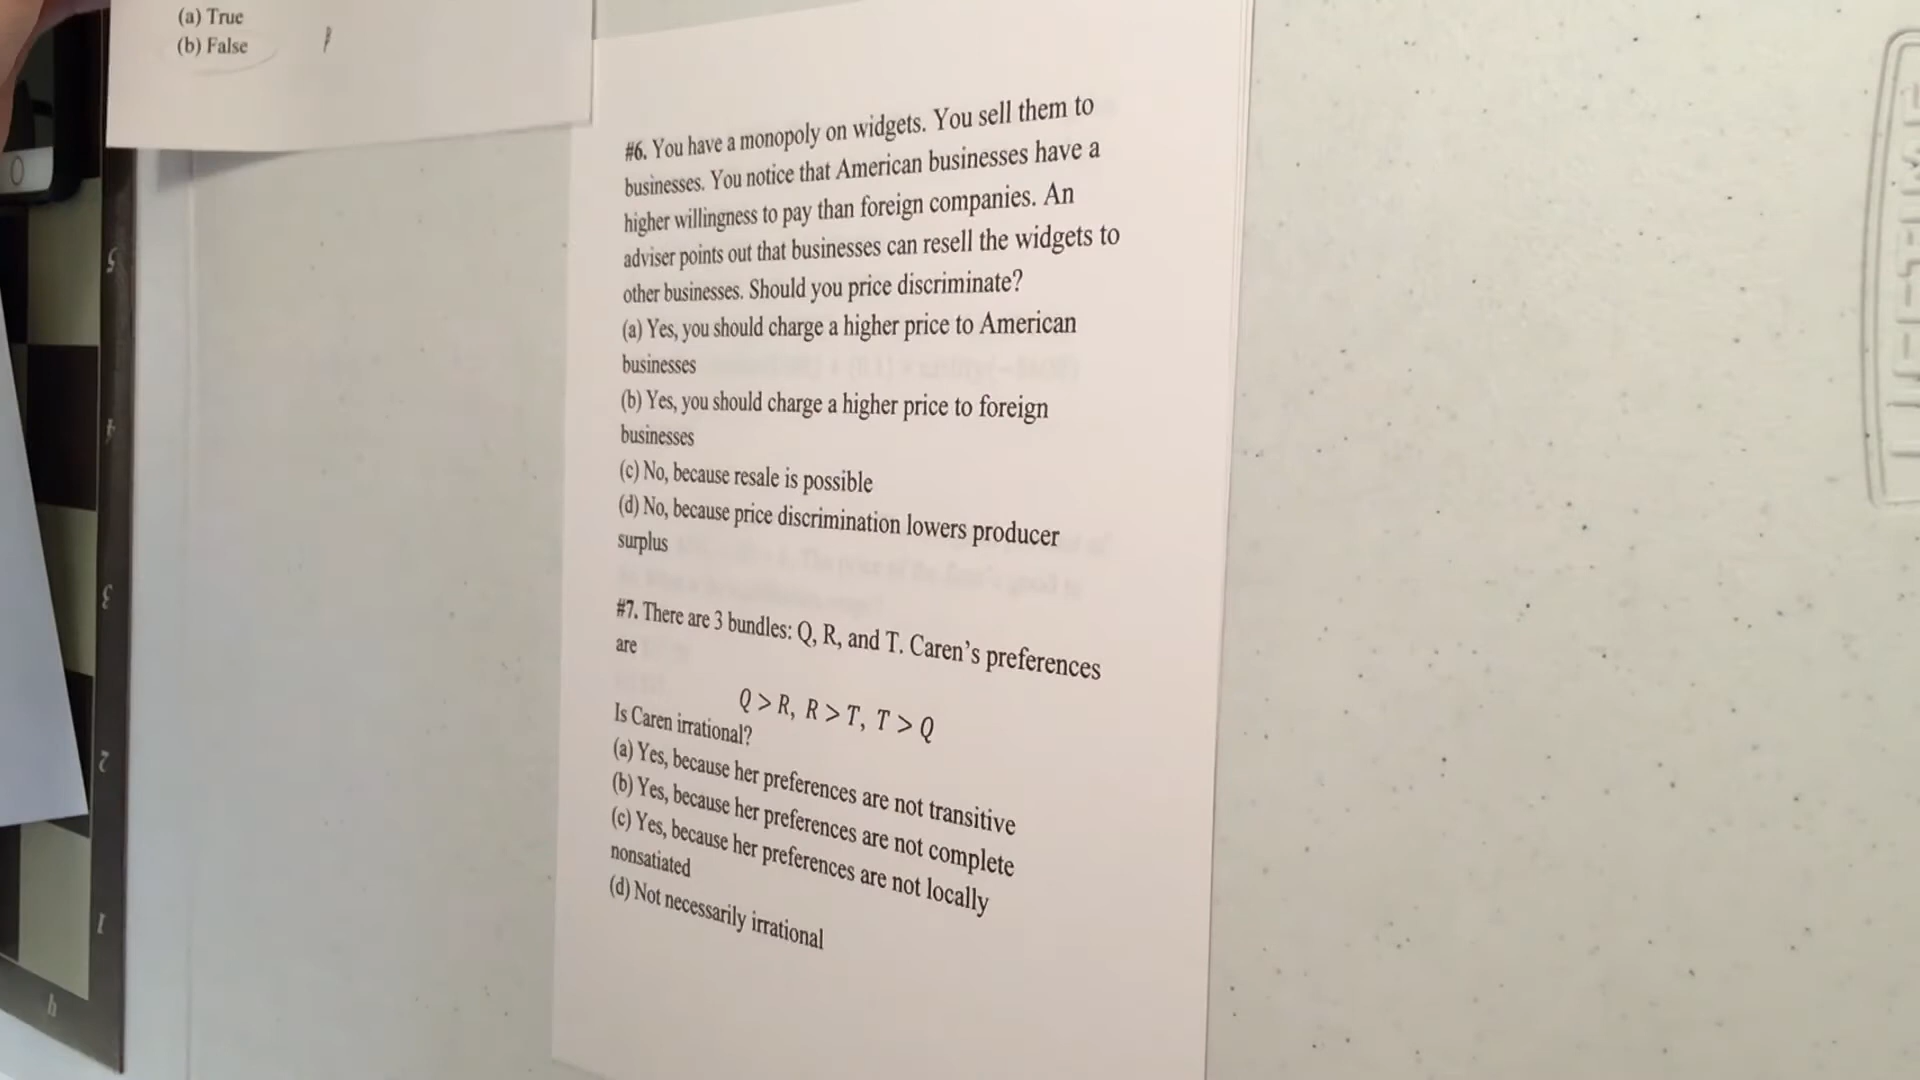 (a) True
(b) False
#6. You have a monopoly on widgets. You sell them to
businesses. You notice that American businesses have a
higher willingness to pay than foreign companies. An
adviser points out that businesses can resell the widgets to
other businesses. Should you price discriminate?
(a) Yes, you should charge a higher price to American
businesses
(b) Yes, you should charge a higher price to foreign
businesses
(c) No, because resale is possible
(d) No, because price discrimination lowers producer
surplus
#7. There are 3 bundles: Q, R, and T. Caren's preferences
are
Q > R, R > T, T > Q
Is Caren irrational?
(a) Yes, because her preferences are not transitive
(b) Yes, because her preferences are not complete
(c) Yes, because her preferences are not locally
nonsatiated
(d) Not necessarily irrational
5
4
3
2
1
h